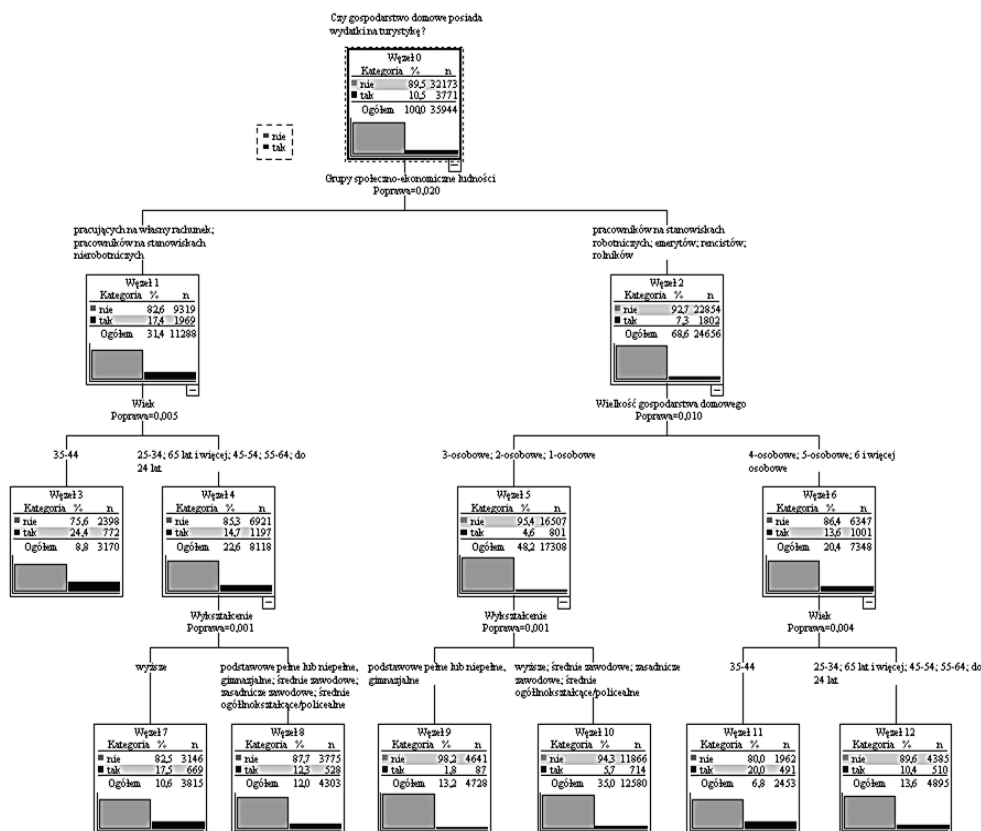 Czy gospodarstwo domowe posiada
wydatki na turystykę?
Węzeł 0
Kategoria % n
nie 89,5 32173
tak 10,5 3771
Ogółem 100,0 35944
nie
tak
Grupy społeczno-ekonomiczne ludności
Poprawa=0,020
pracujących na własny rachunek;
pracowników na stanowiskach
nierobotniczych
pracowników na stanowiskach
robotniczych; emerytów; rencistów;
rolników
Węzeł 1
Kategoria % n
nie 82,6 9319
tak 17,4 1969
Ogółem 31,4 11288
Węzeł 2
Kategoria % n
nie 92,7 22854
tak 7,3 1802
Ogółem 68,6 24656
Wiek
Poprawa=0,005
Wielkość gospodarstwa domowego
Poprawa=0,010
35-44
25-34; 65 lat i więcej; 45-54; 55-64; do
24 lat
3-osobowe; 2-osobowe; 1-osobowe
4-osobowe; 5-osobowe; 6 i więcej
osobowe
Węzeł 3
Kategoria % n
nie 75,6 2398
tak 24,4 772
Ogółem 8,8 3170
Węzeł 4
Kategoria % n
nie 85,3 6921
tak 14,7 1197
Ogółem 22,6 8118
Węzeł 5
Kategoria % n
nie 95,4 16507
tak 4,6 801
Ogółem 48,2 17308
Węzeł 6
Kategoria % n
nie 86,4 6347
tak 13,6 1001
Ogółem 20,4 7348
Wykształcenie
Poprawa=0,001
Wykształcenie
Poprawa=0,001
Wiek
Poprawa=0,004
wyższe
podstawowe pełne lub niepełne,
gimnazjalne; średnie zawodowe;
zasadnicze zawodowe; średnie
ogólnokształcące/policealne
podstawowe pełne lub niepełne,
gimnazjalne
wyższe; średnie zawodowe; zasadnicze
zawodowe; średnie
ogólnokształcące/policealne
35-44
25-34; 65 lat i więcej; 45-54; 55-64; do
24 lat
Węzeł 7
Kategoria % n
nie 82,5 3146
tak 17,5 669
Ogółem 10,6 3815
Węzeł 8
Kategoria % n
nie 87,7 3775
tak 12,3 528
Ogółem 12,0 4303
Węzeł 9
Kategoria % n
nie 98,2 4641
tak 1,8 87
Ogółem 13,2 4728
Węzeł 10
Kategoria % n
nie 94,3 11866
tak 5,7 714
Ogółem 35,0 12580
Węzeł 11
Kategoria % n
nie 80,0 1962
tak 20,0 491
Ogółem 6,8 2453
Węzeł 12
Kategoria % n
nie 89,6 4385
tak 10,4 510
Ogółem 13,6 4895